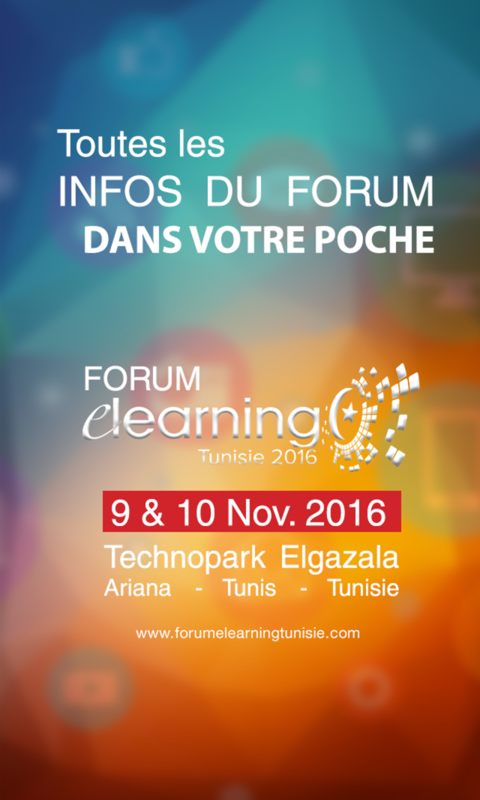 Toutes les
INFOS DU FORUM
DANS VOTRE POCHE
FORUM
elearning
Tunisie 2016
9 & 10 Nov. 2016
Technopark Elgazala
Ariana - Tunis - Tunisie
www.forumelearningtunisie.com